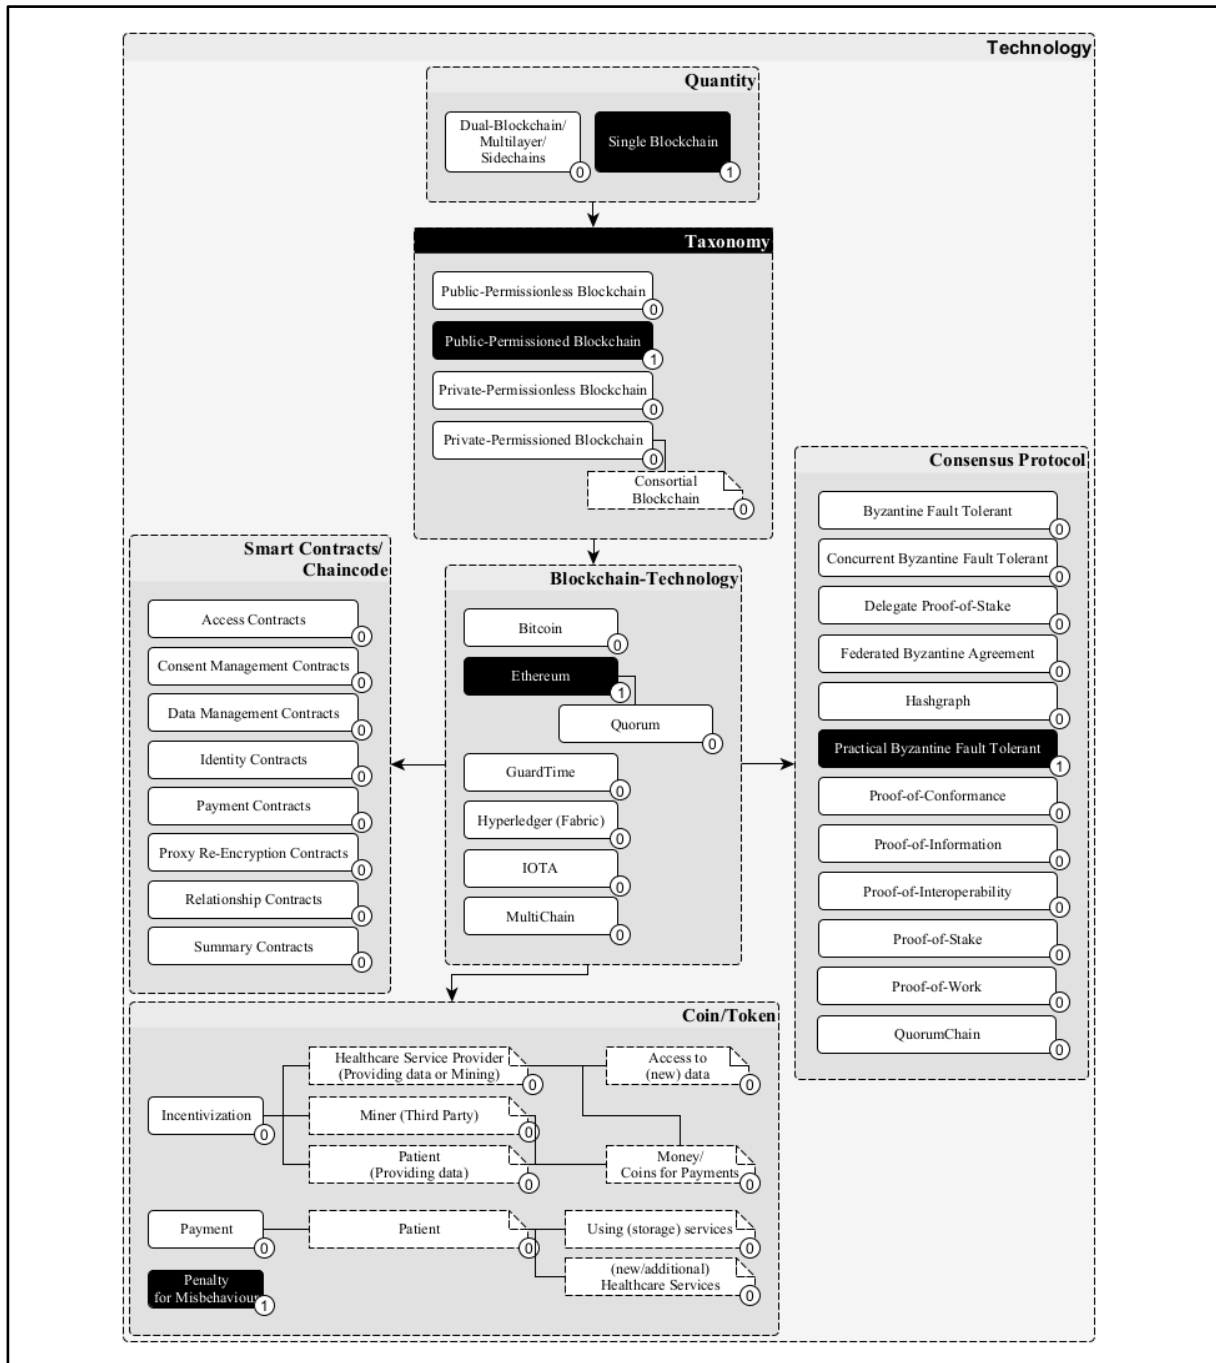 Technology
Quantity
Dual-Blockchain/
Multilayer/
Sidechains
0
Single Blockchain
1
Taxonomy
Public-Permissionless Blockchain
0
Public-Permissioned Blockchain
1
Private-Permissionless Blockchain
0
Private-Permissioned Blockchain
0
Consortial
Blockchain
0
Smart Contracts/
Chaincode
Access Contracts
0
Consent Management Contracts
0
Data Management Contracts
0
Identity Contracts
0
Payment Contracts
0
Proxy Re-Encryption Contracts
0
Relationship Contracts
0
Summary Contracts
0
Blockchain-Technology
Bitcoin
0
Ethereum
1
Quorum
0
GuardTime
0
Hyperledger (Fabric)
0
IOTA
0
MultiChain
0
Consensus Protocol
Byzantine Fault Tolerant
0
Concurrent Byzantine Fault Tolerant
0
Delegate Proof-of-Stake
0
Federated Byzantine Agreement
0
Hashgraph
0
Practical Byzantine Fault Tolerant
1
Proof-of-Conformance
0
Proof-of-Information
0
Proof-of-Interoperability
0
Proof-of-Stake
0
Proof-of-Work
0
QuorumChain
0
Coin/Token
Incentivization
0
Healthcare Service Provider
(Providing data or Mining)
0
Access to
(new) data
0
Miner (Third Party)
0
Patient
(Providing data)
0
Money/
Coins for Payments
0
Payment
0
Patient
0
Using (storage) services
0
(new/additional)
Healthcare Services
0
Penalty
for Misbehaviour
1